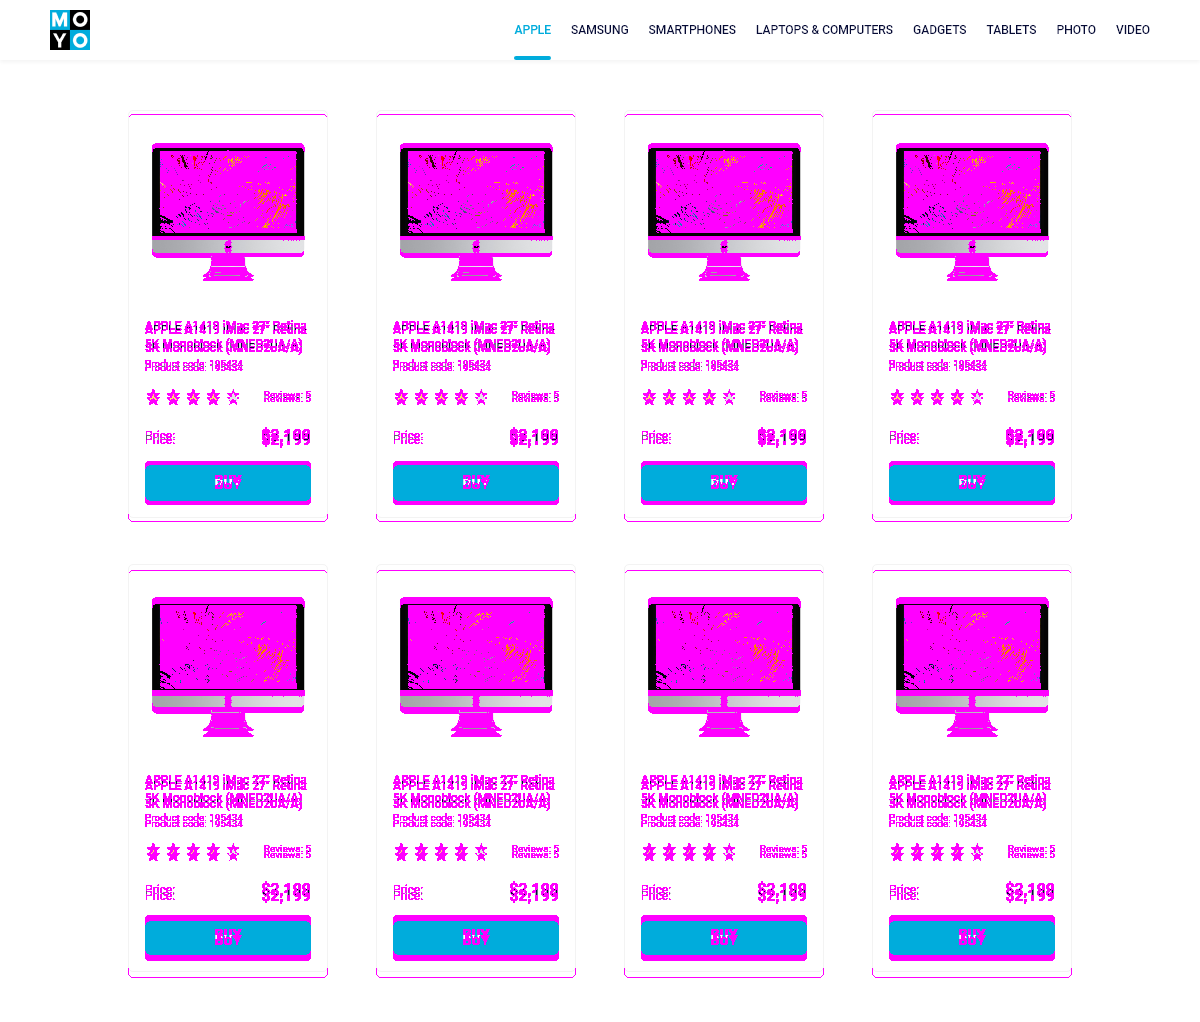 MO
YO
APPLE SAMSUNG SMARTPHONES LAPTOPS & COMPUTERS GADGETS TABLETS PHOTO VIDEO
APPLE A1419 iMac 27" Retina
5K Monoblock (MNED2UA/A)
Product code: 195434
Reviews: 5
Price: $2,199
BUY
APPLE A1419 iMac 27" Retina
5K Monoblock (MNED2UA/A)
Product code: 195434
Reviews: 5
Price: $2,199
BUY
APPLE A1419 iMac 27" Retina
5K Monoblock (MNED2UA/A)
Product code: 195434
Reviews: 5
Price: $2,199
BUY
APPLE A1419 iMac 27" Retina
5K Monoblock (MNED2UA/A)
Product code: 195434
Reviews: 5
Price: $2,199
BUY
APPLE A1419 iMac 27" Retina
5K Monoblock (MNED2UA/A)
Product code: 195434
Reviews: 5
Price: $2,199
BUY
APPLE A1419 iMac 27" Retina
5K Monoblock (MNED2UA/A)
Product code: 195434
Reviews: 5
Price: $2,199
BUY
APPLE A1419 iMac 27" Retina
5K Monoblock (MNED2UA/A)
Product code: 195434
Reviews: 5
Price: $2,199
BUY
APPLE A1419 iMac 27" Retina
5K Monoblock (MNED2UA/A)
Product code: 195434
Reviews: 5
Price: $2,199
BUY